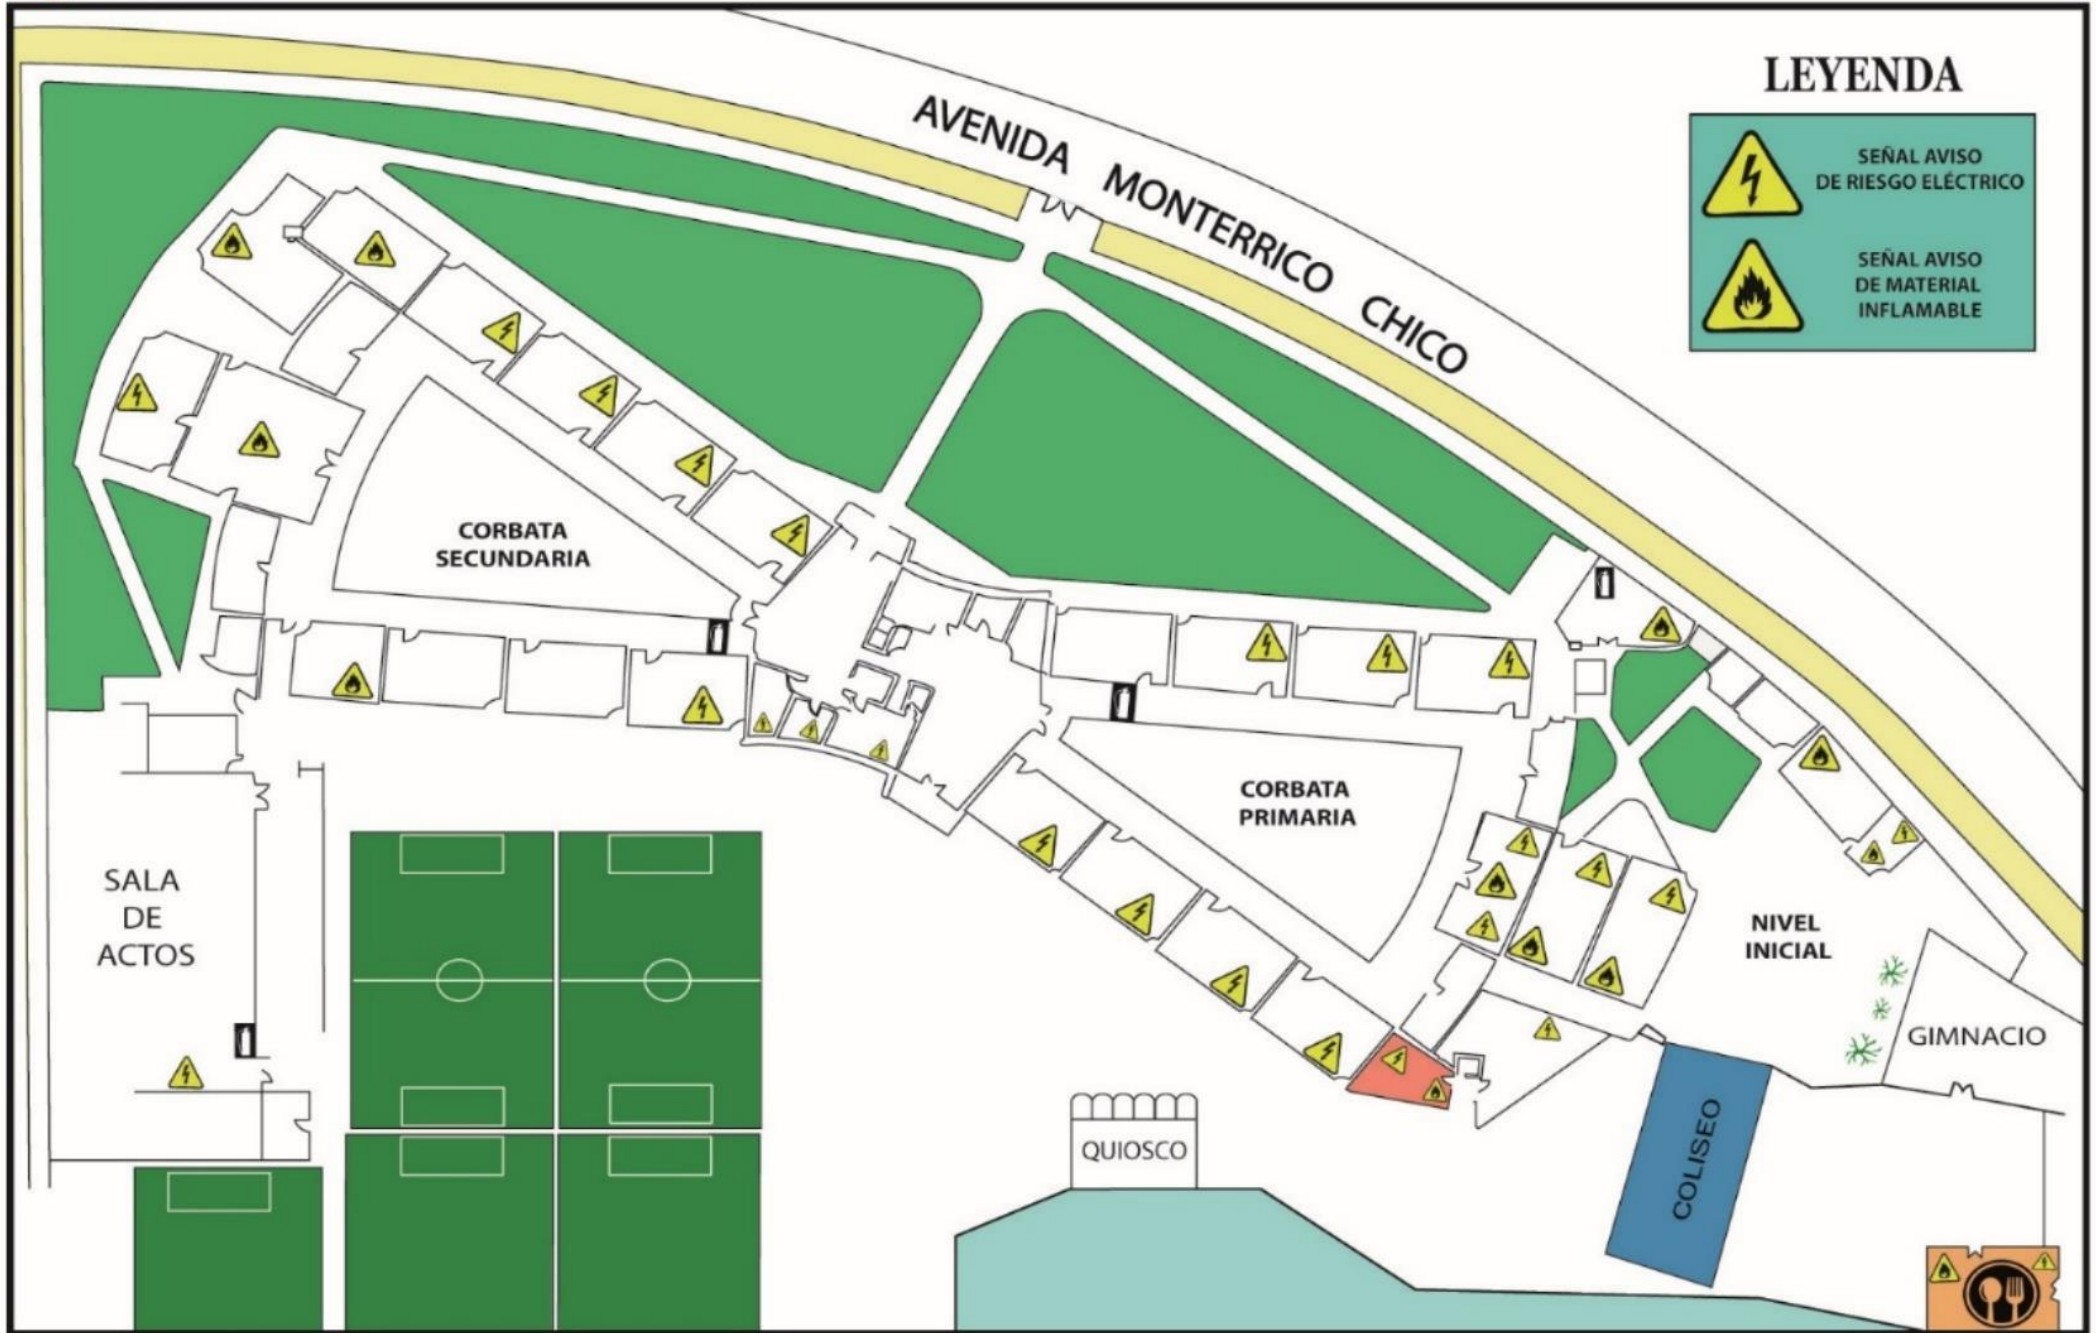 LEYENDA
SEÑAL AVISO
DE RIESGO ELÉCTRICO
SEÑAL AVISO
DE MATERIAL
INFLAMABLE
AVENIDA MONTERRICO CHICO
CORBATA
SECUNDARIA
CORBATA
PRIMARIA
SALA
DE
ACTOS
NIVEL
INICIAL
GIMNACIO
QUIOSCO
COLISEO